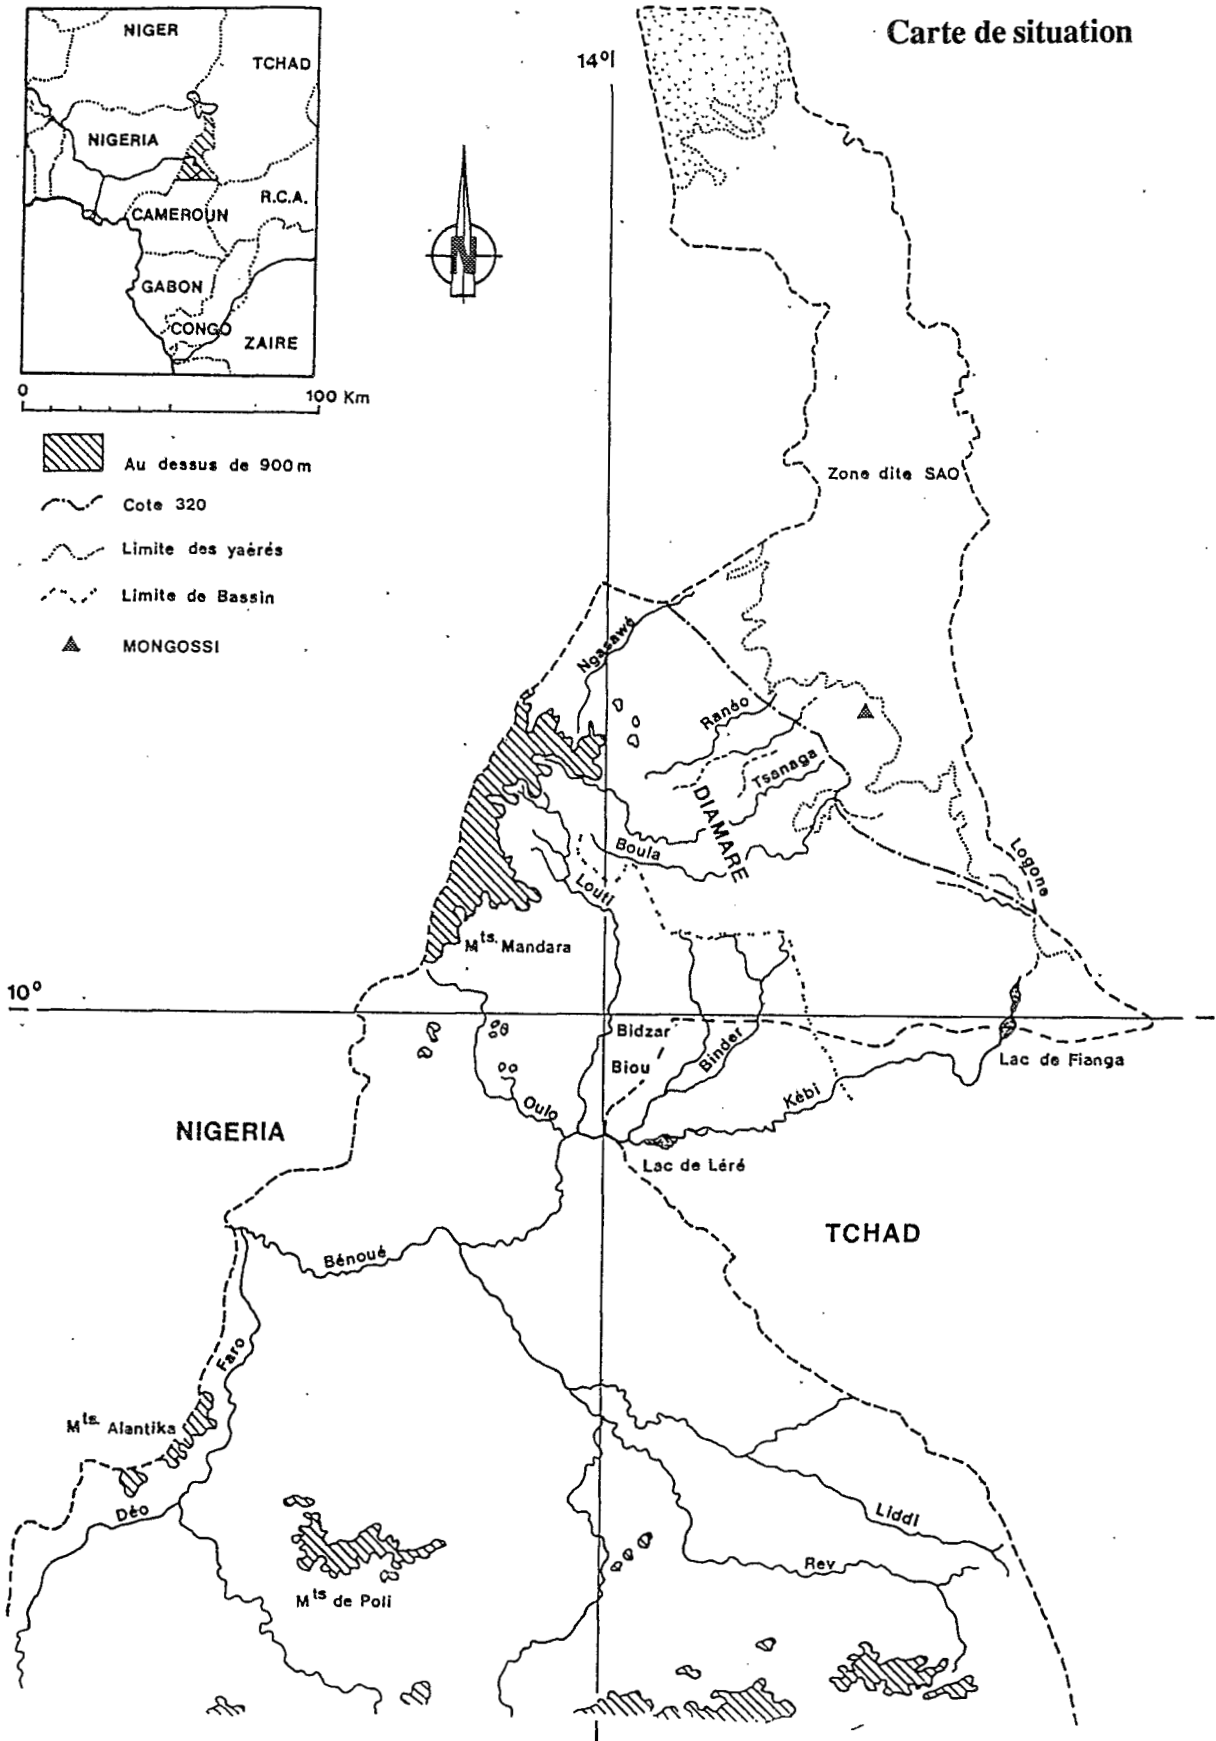 Carte de situation
NIGER
TCHAD
NIGERIA
R.C.A.
CAMEROUN
GABON
CONGO
ZAIRE
0
100 Km
Au dessus de 900m
Cote 320
Limite des yaérés
Limite de Bassin
MONGOSSI
14°
N
Zone dite SAO
Ngasawé
Ranéo
Tsanaga
DIAMARE
Boula
Louti
Logone
Mts. Mandara
10°
Bidzar
Biou
Binder
Lac de Fianga
Kébi
Oulo
NIGERIA
Lac de Léré
TCHAD
Bénoué
Faro
Mts. Alantika
Déo
Liddi
Rey
Mts de Poli